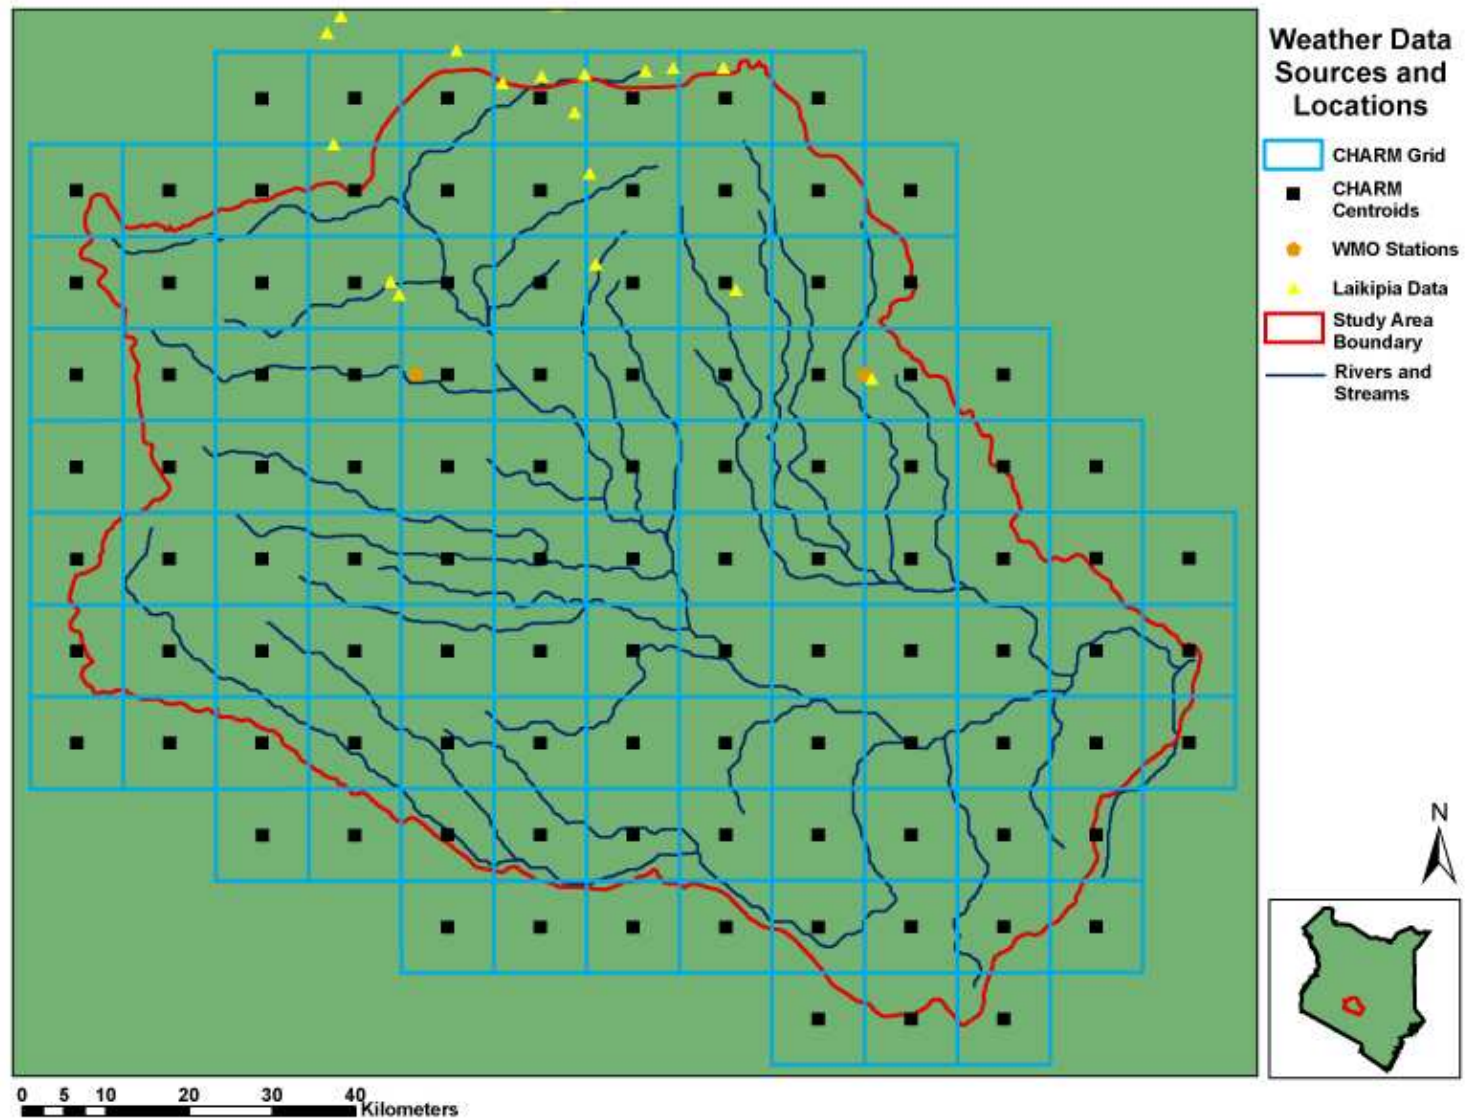 Weather Data
Sources and
Locations
CHARM Grid
CHARM
Centroids
WMO Stations
Laikipia Data
Study Area
Boundary
Rivers and
Streams
N
0 5 10 20 30 40
Kilometers